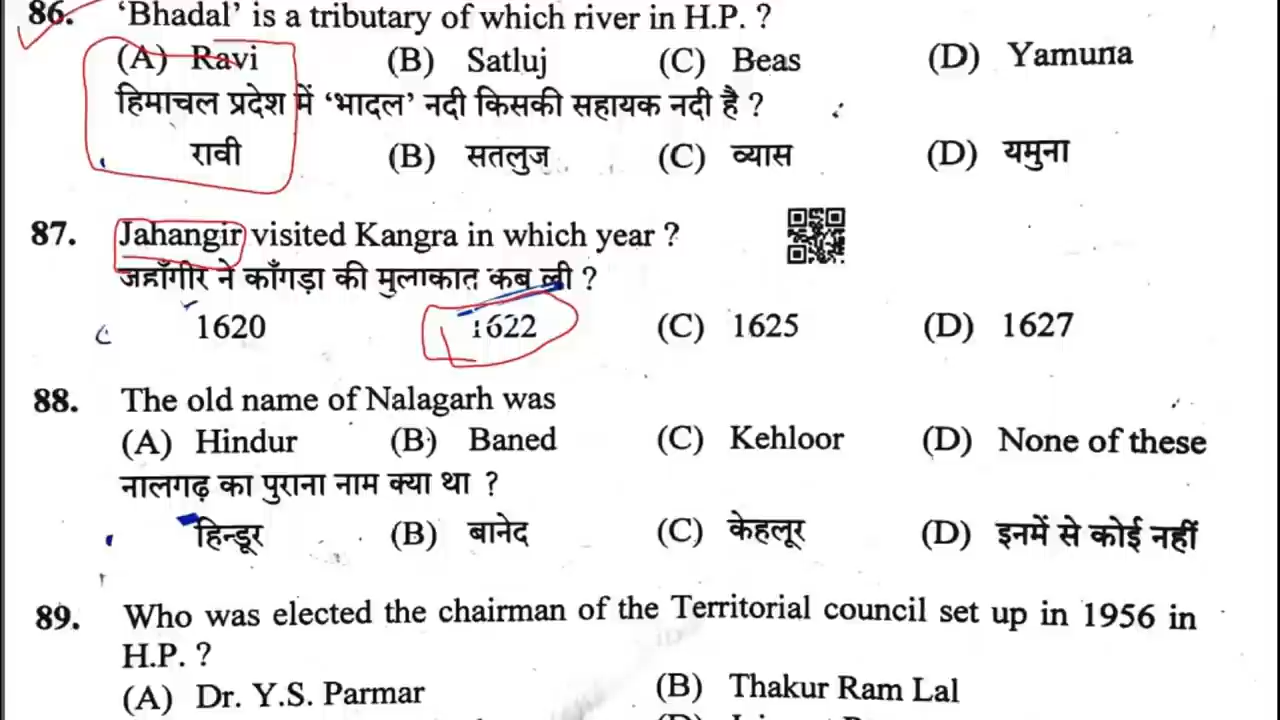 86. ‘Bhadal’ is a tributary of which river in H.P. ?
(A) Ravi (B) Satluj (C) Beas (D) Yamuna
हिमाचल प्रदेश में ‘भादल’ नदी किसकी सहायक नदी है ?
रावी (B) सतलुज (C) व्यास (D) यमुना
87. Jahangir visited Kangra in which year ?
जहाँगीर ने काँगड़ा की मुलाकात कब ली ?
1620 1622 (C) 1625 (D) 1627
88. The old name of Nalagarh was
(A) Hindur (B) Baned (C) Kehloor (D) None of these
नालगढ़ का पुराना नाम क्या था ?
हिन्डूर (B) बानेद (C) केहलूर (D) इनमें से कोई नहीं
89. Who was elected the chairman of the Territorial council set up in 1956 in
H.P. ?
(A) Dr. Y.S. Parmar (B) Thakur Ram Lal